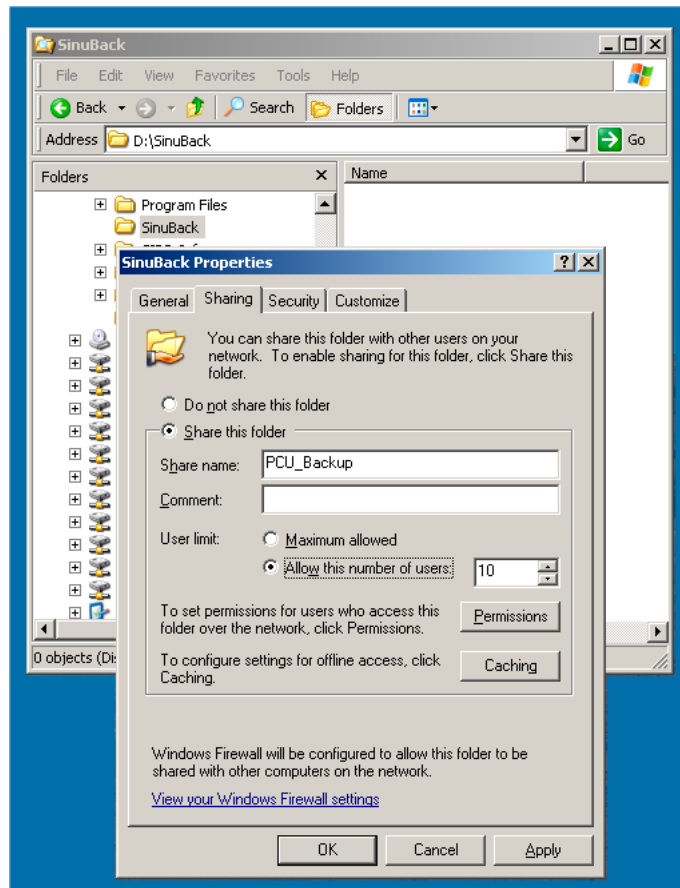 SinuBack
File Edit View Favorites Tools Help
Back Search Folders
Address D:\SinuBack Go
Folders x Name
Program Files
SinuBack
SinuBack Properties
General Sharing Security Customize
You can share this folder with other users on your
network. To enable sharing for this folder, click Share this
folder.
Do not share this folder
Share this folder
Share name: PCU_Backup
Comment:
User limit: Maximum allowed
Allow this number of users: 10
To set permissions for users who access this
folder over the network, click Permissions.
Permissions
To configure settings for offline access, click
Caching.
Caching
0 objects (Di
Windows Firewall will be configured to allow this folder to be
shared with other computers on the network.
View your Windows Firewall settings
OK Cancel Apply